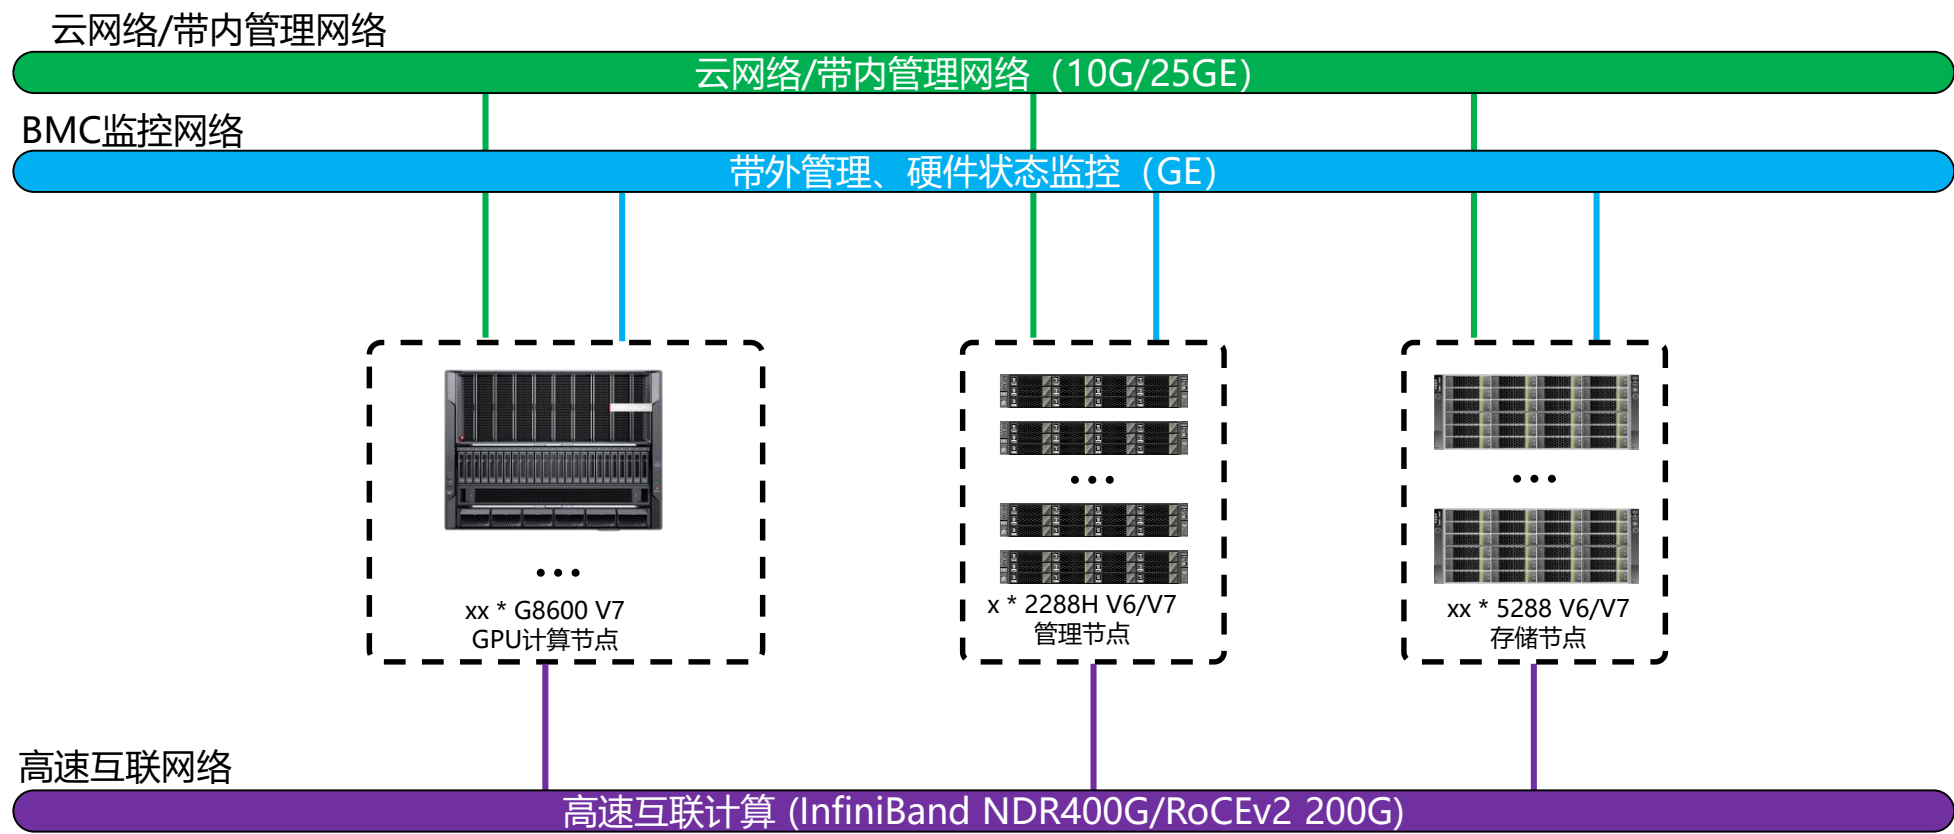 云网络/带内管理网络
云网络/带内管理网络（10G/25GE）
BMC监控网络
带外管理、硬件状态监控（GE）
xx * G8600 V7
GPU计算节点
x * 2288H V6/V7
管理节点
xx * 5288 V6/V7
存储节点
高速互联网络
高速互联计算 (InfiniBand NDR400G/RoCEv2 200G)